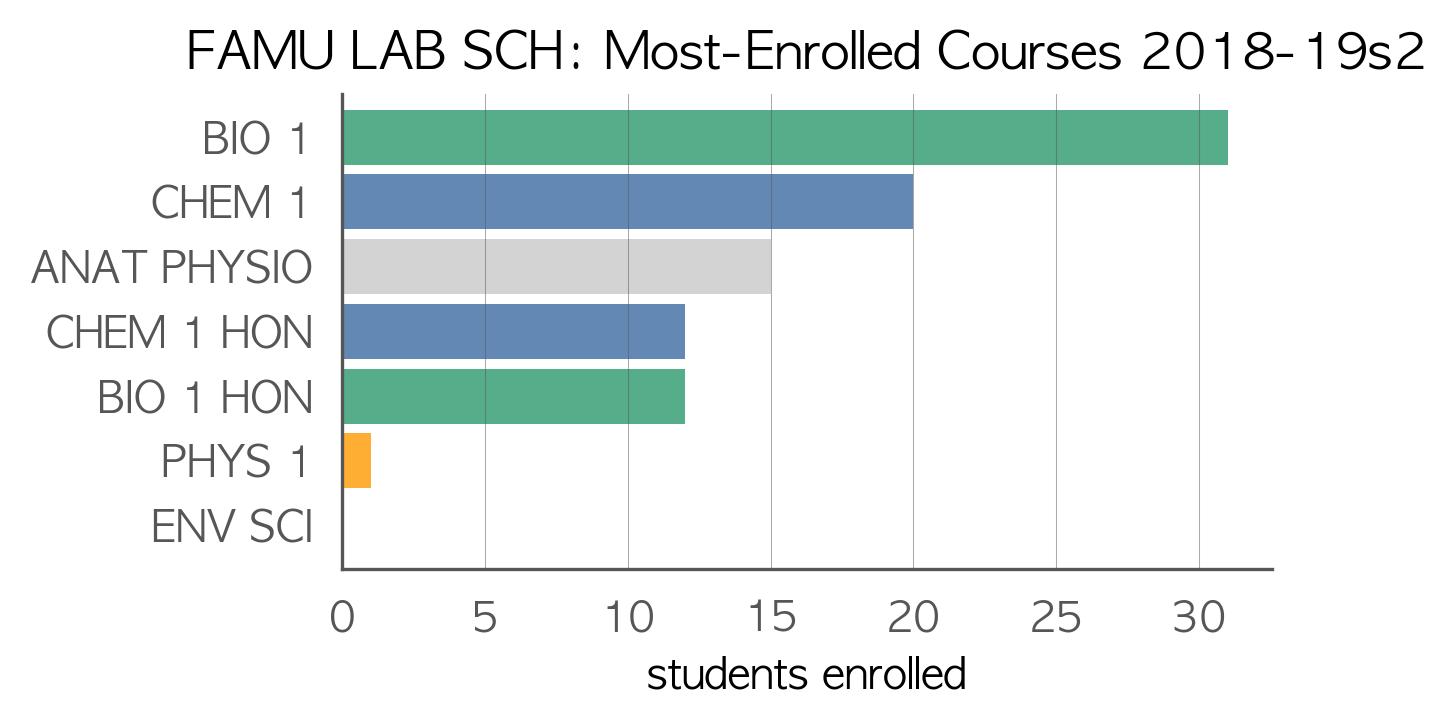 FAMU LAB SCH: Most-Enrolled Courses 2018-19s2
BIO 1
CHEM 1
ANAT PHYSIO
CHEM 1 HON
BIO 1 HON
PHYS 1
ENV SCI
0 5 10 15 20 25 30
students enrolled